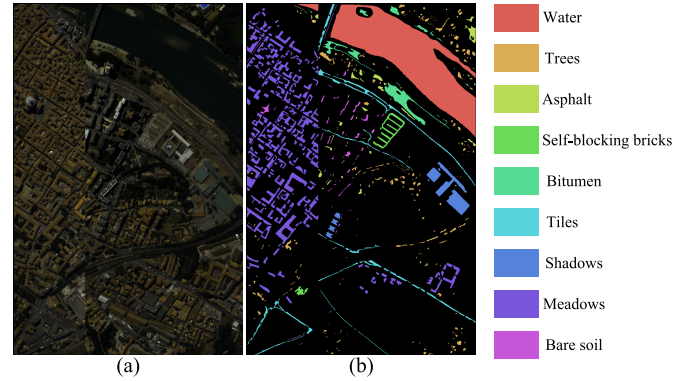 Water
Trees
Asphalt
Self-blocking bricks
Bitumen
Tiles
Shadows
Meadows
Bare soil
(a)
(b)